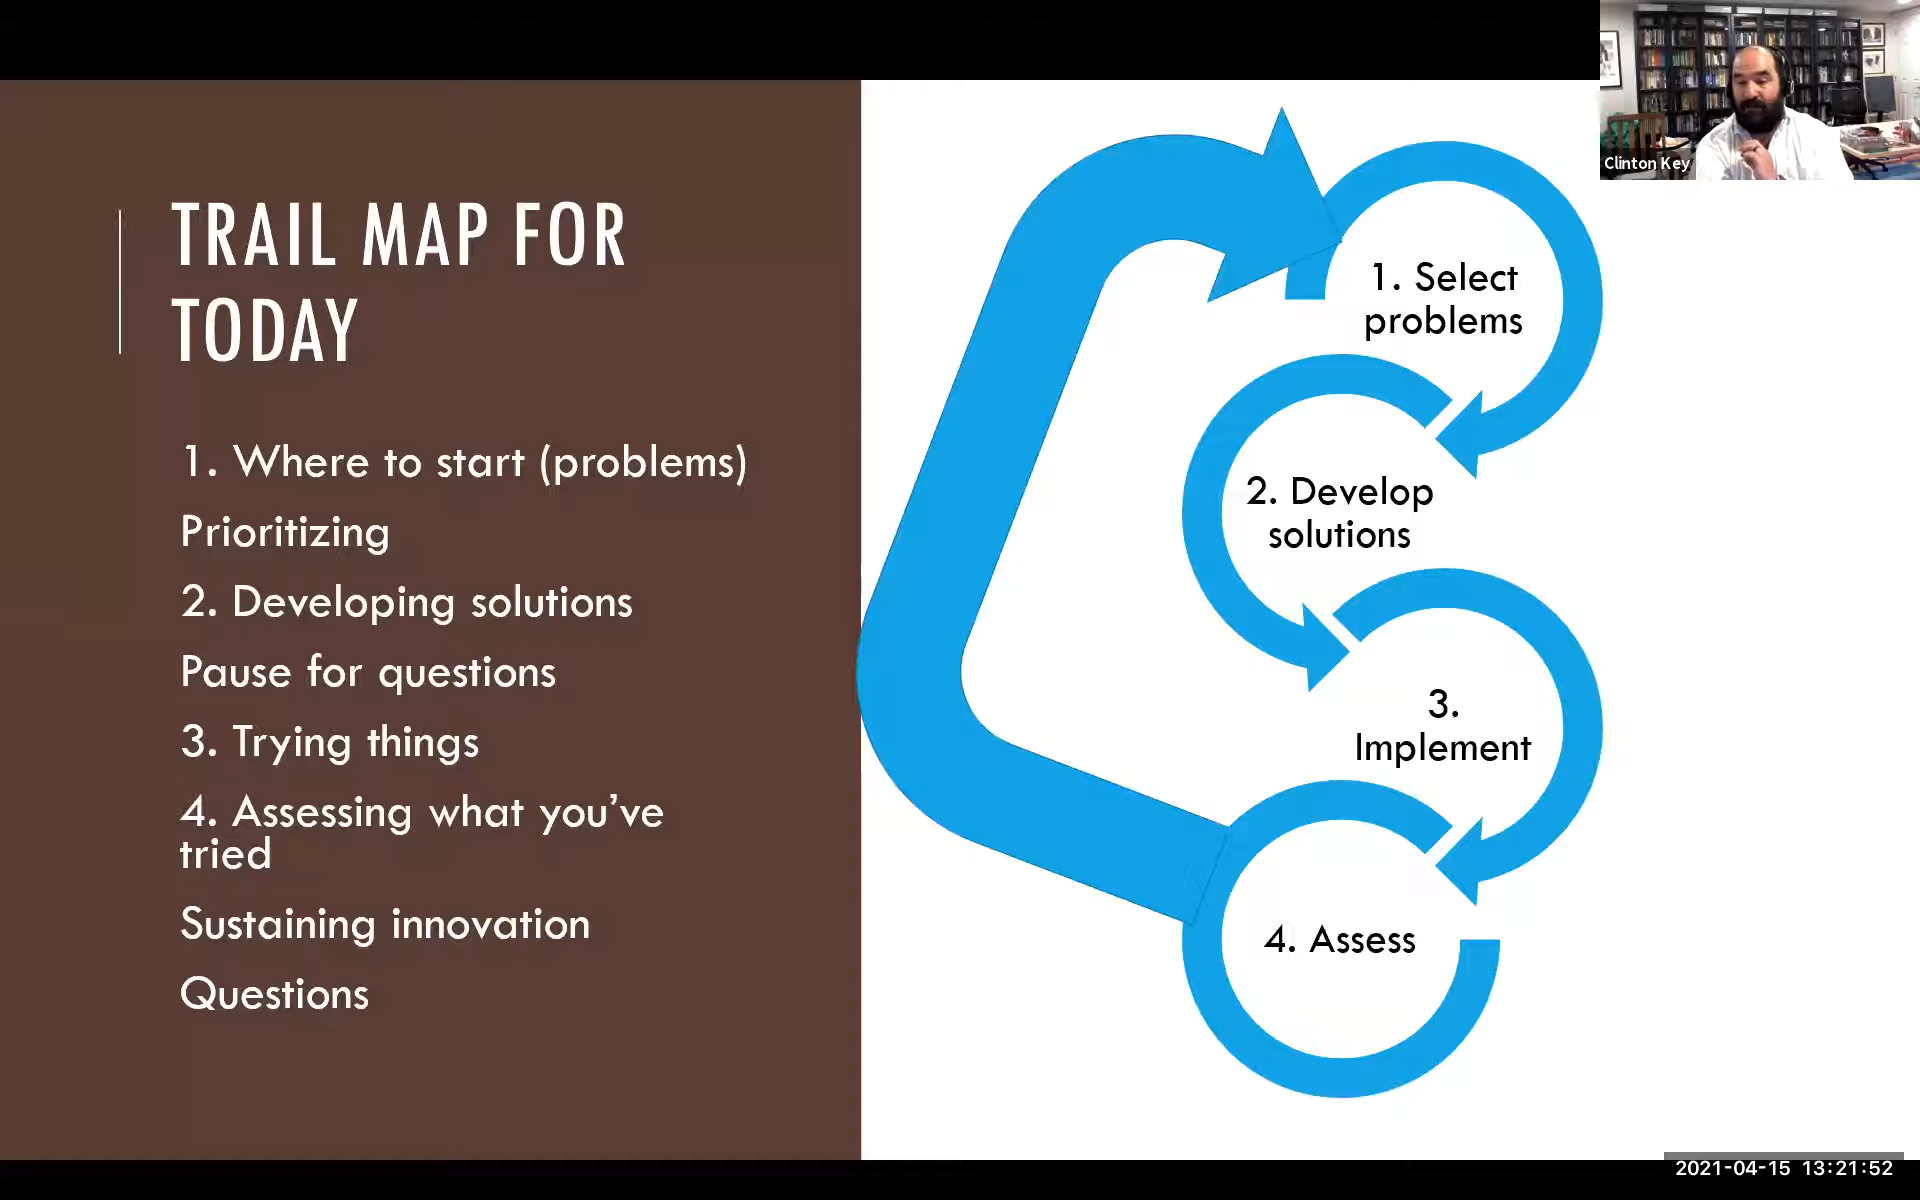 TRAIL MAP FOR
TODAY
1. Where to start (problems)
Prioritizing
2. Developing solutions
Pause for questions
3. Trying things
4. Assessing what you’ve
tried
Sustaining innovation
Questions
1. Select
problems
2. Develop
solutions
3.
Implement
4. Assess
Clinton Key
2021-04-15 13:21:52